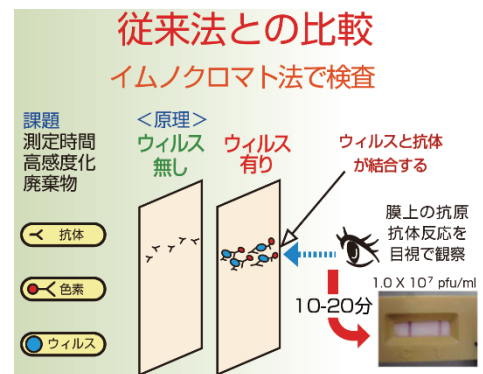 従来法との比較
イムノクロマト法で検査
課題
測定時間
高感度化
廃棄物
<原理>
ウィルス
無し
ウィルス
有り
ウィルスと抗体
が結合する
抗体
色素
ウィルス
膜上の抗原
抗体反応を
目視で観察
10-20分
1.0 X 10⁷ pfu/ml